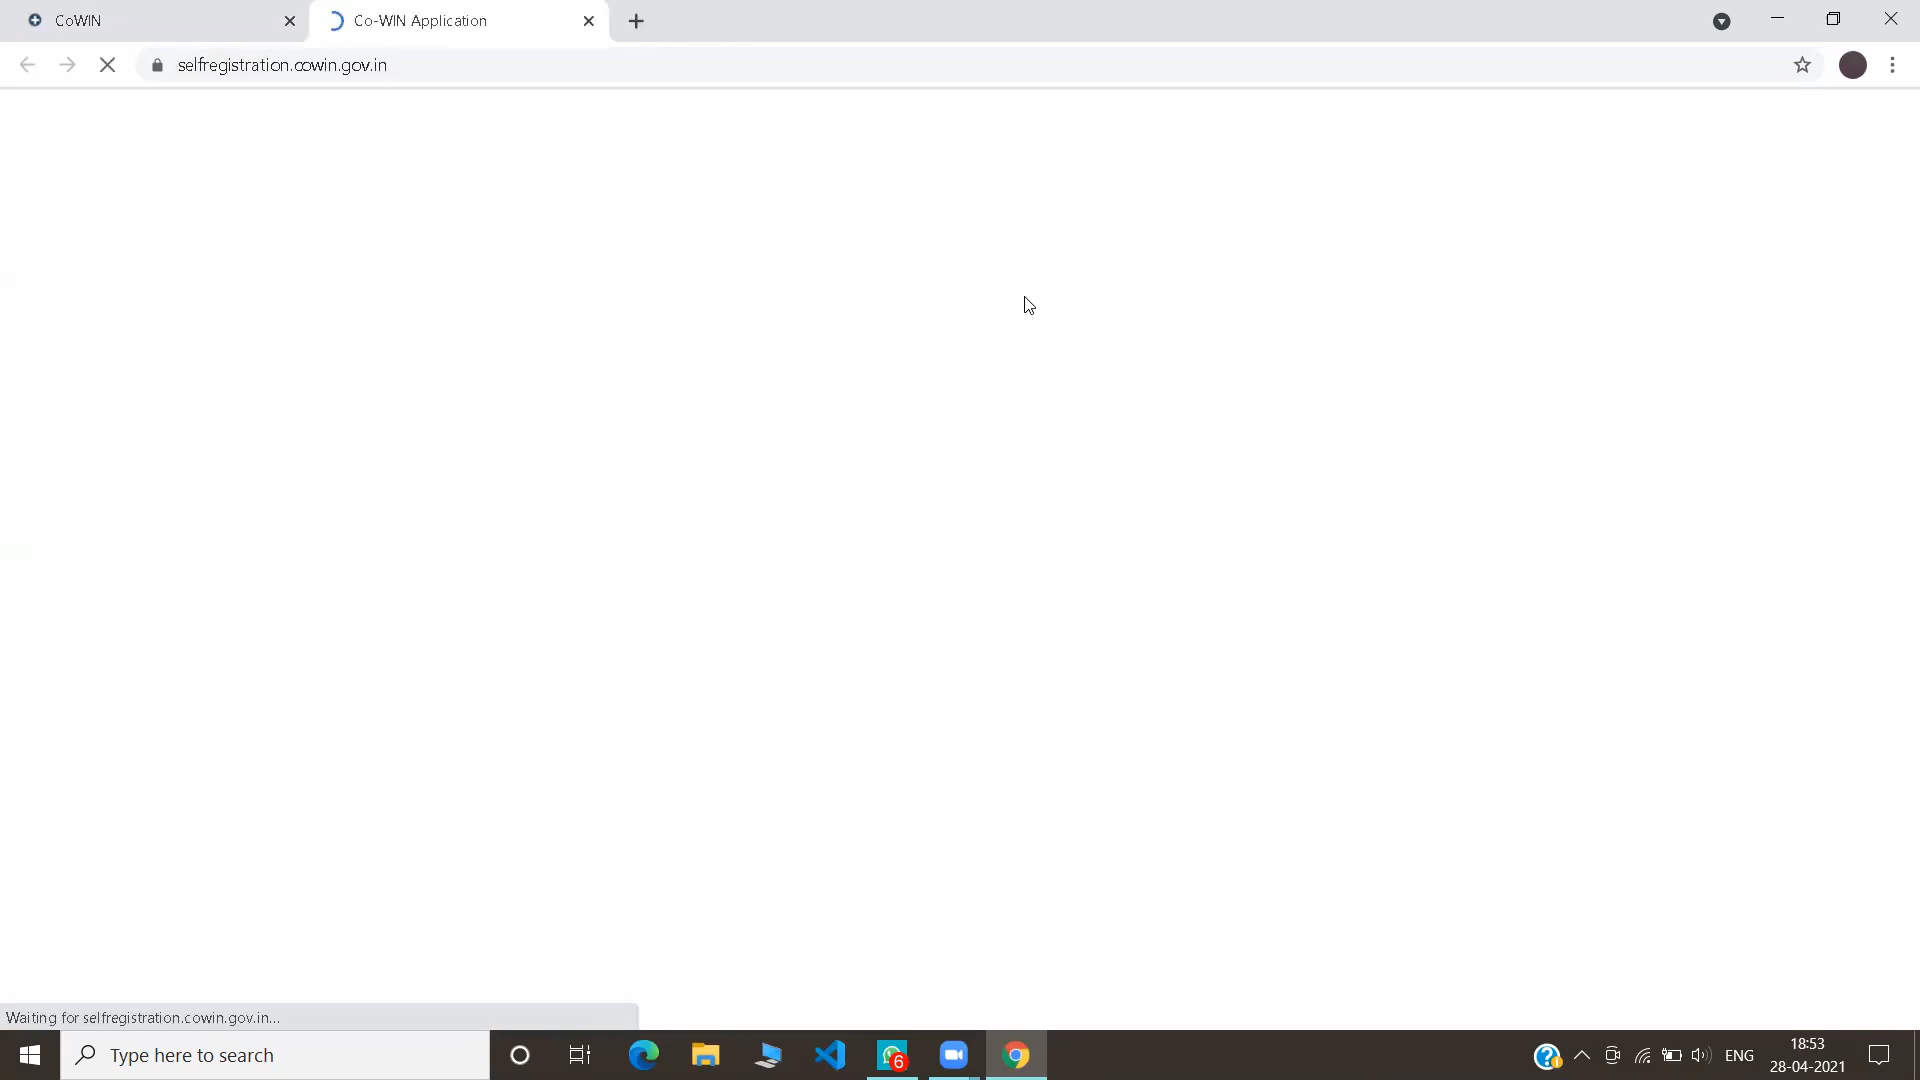 CoWIN
Co-WIN Application
selfregistration.cowin.gov.in
Waiting for selfregistration.cowin.gov.in...
Type here to search
6
ENG
18:53
28-04-2021